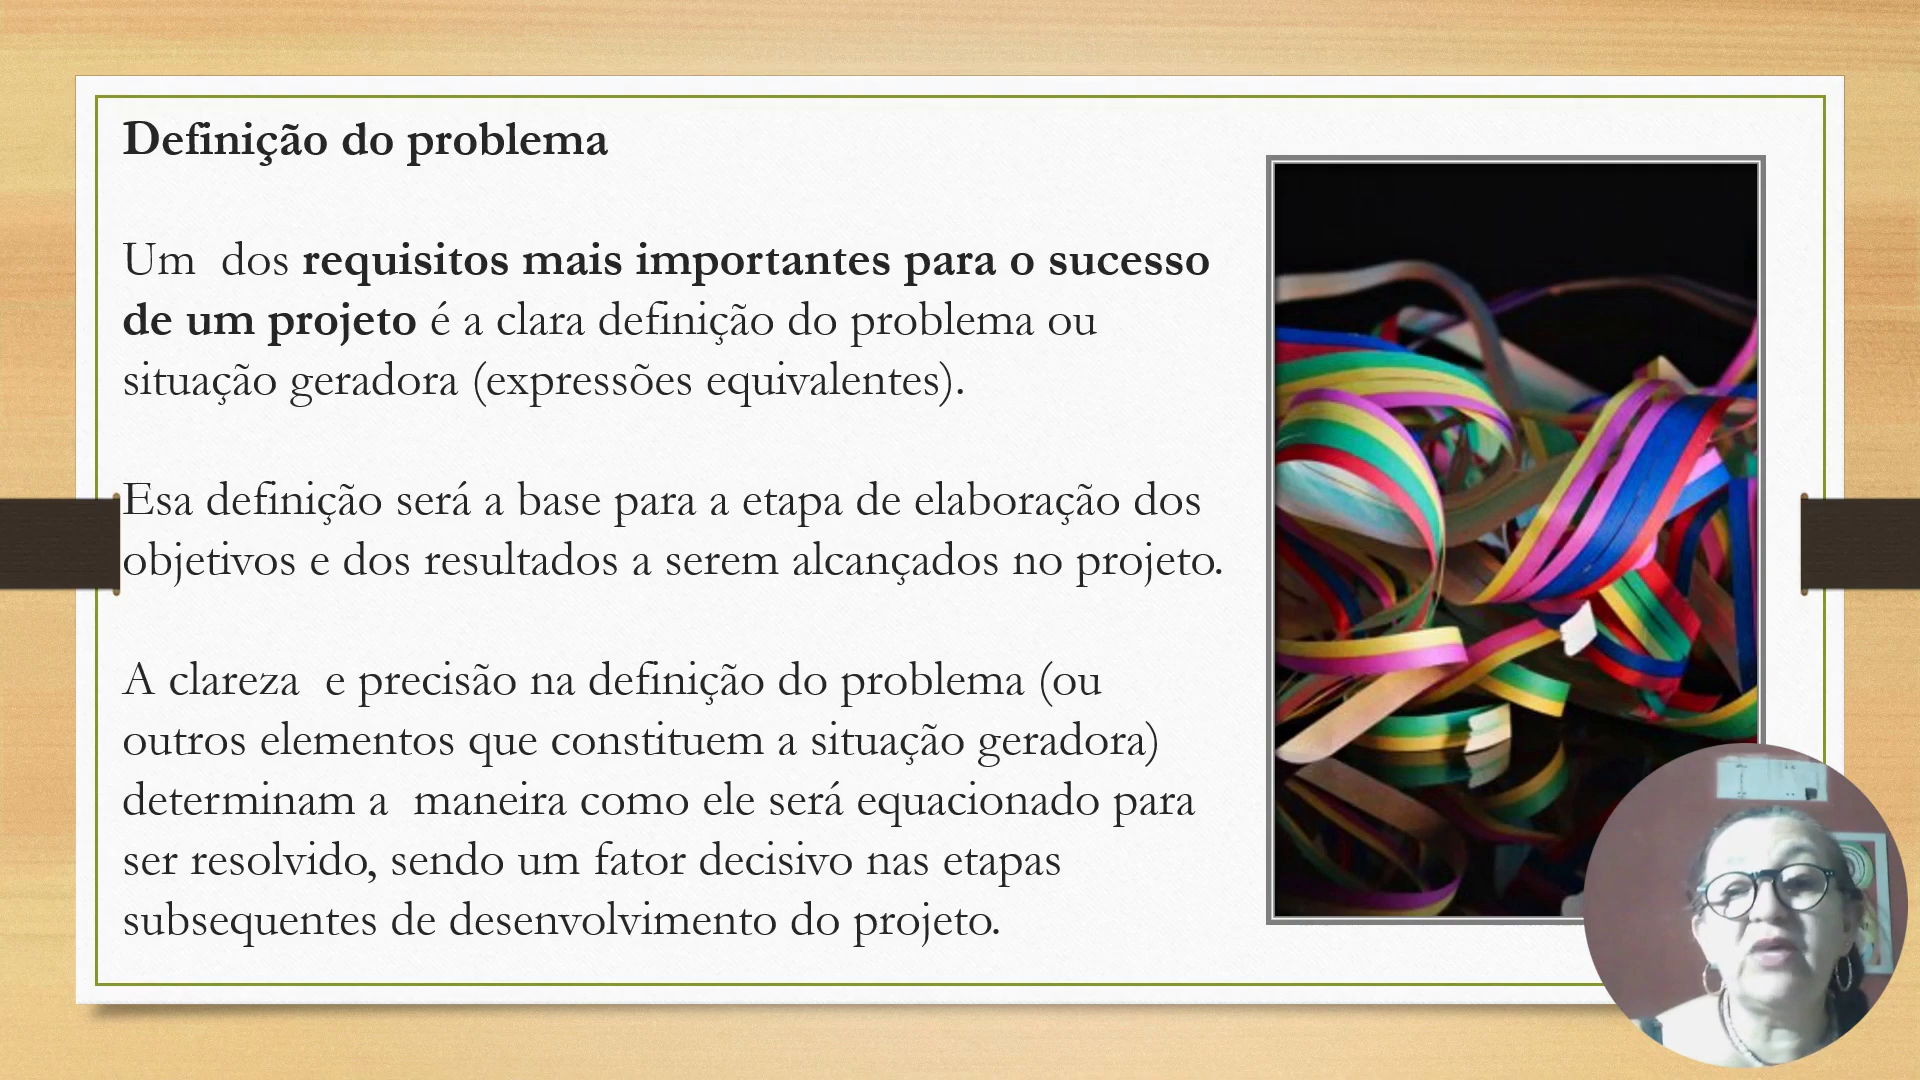 Definição do problema
Um  dos requisitos mais importantes para o sucesso
de um projeto é a clara definição do problema ou
situação geradora (expressões equivalentes).
Esa definição será a base para a etapa de elaboração dos
objetivos e dos resultados a serem alcançados no projeto.
A clareza  e precisão na definição do problema (ou
outros elementos que constituem a situação geradora)
determinam a  maneira como ele será equacionado para
ser resolvido, sendo um fator decisivo nas etapas
subsequentes de desenvolvimento do projeto.